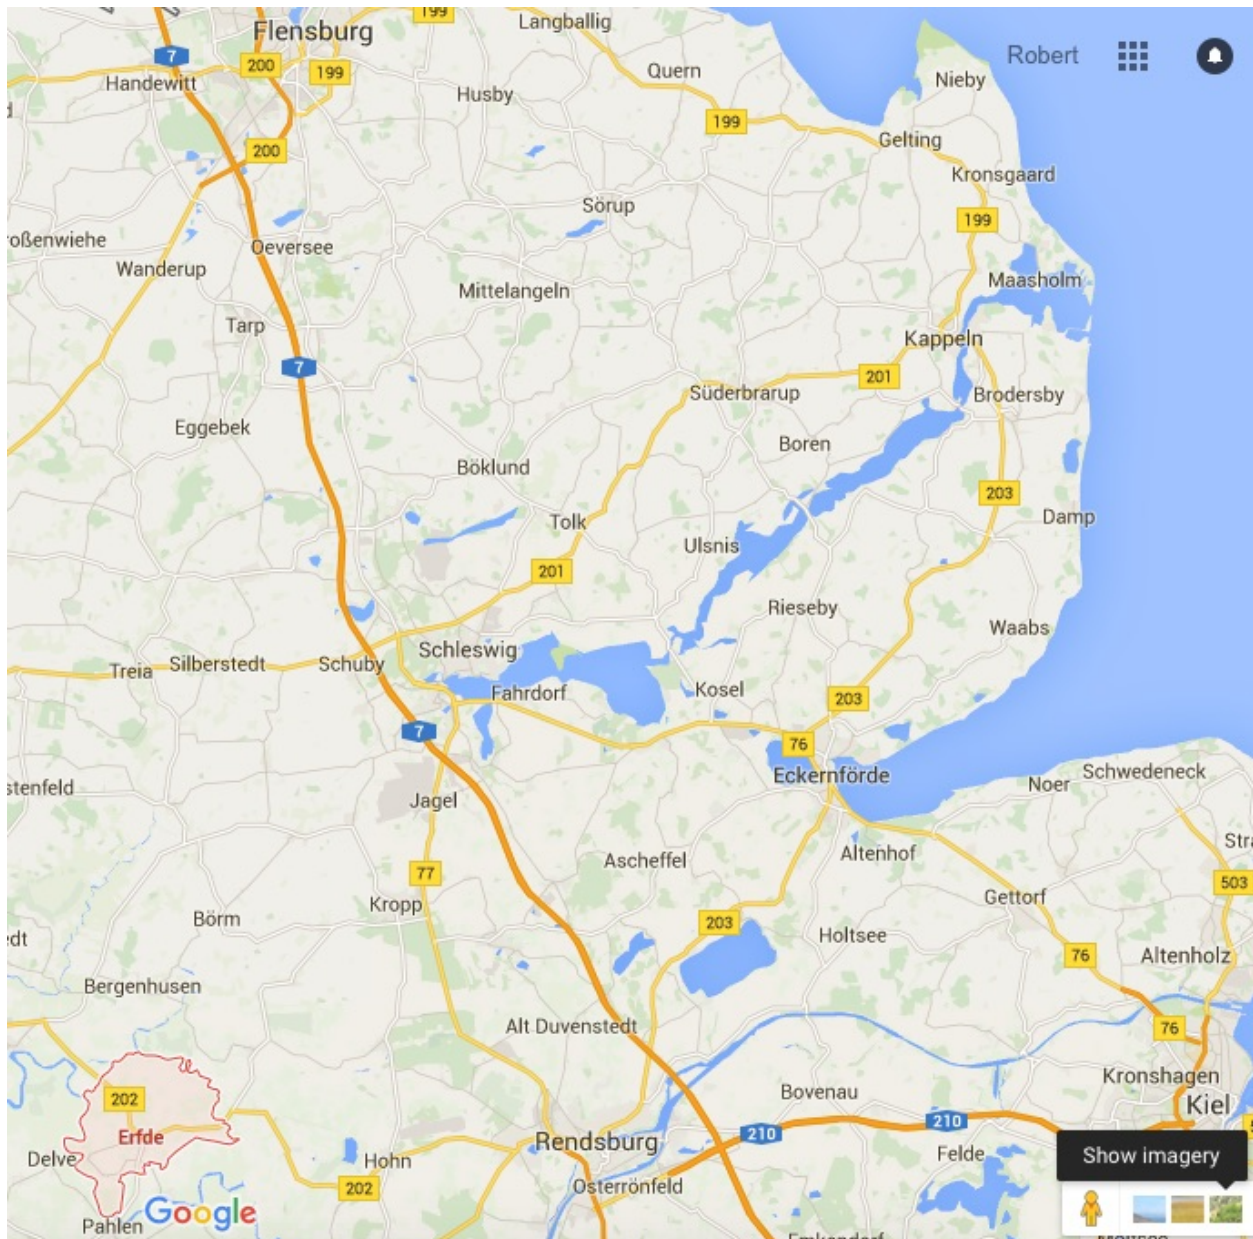 199
Langballig
Flensburg
Robert
7
200
199
Quern
Nieby
Handewitt
Husby
199
Gelting
200
Kronsgaard
Sörup
199
oßenwiehe
Oeversee
Wanderup
Maasholm
Mittelangeln
Tarp
Kappeln
7
201
Süderbrarup
Brodersby
Eggebek
Boren
Böklund
203
Tolk
Damp
Ulsnis
201
Rieseby
Waabs
Schleswig
Treia
Silberstedt
Schuby
Fahrdorf
Kosel
203
7
76
Eckernförde
Schwedeneck
stenfeld
Noer
Jagel
Stra
Ascheffel
Altenhof
77
503
Gettorf
Kropp
Börm
203
Holtsee
edt
76
Altenholz
Bergenhusen
Alt Duvenstedt
76
Kronshagen
202
Bovenau
Kiel
210
210
Erfde
Rendsburg
Delve
Hohn
Felde
Show imagery
202
Osterrönfeld
Google
Pahlen
Emkendorf